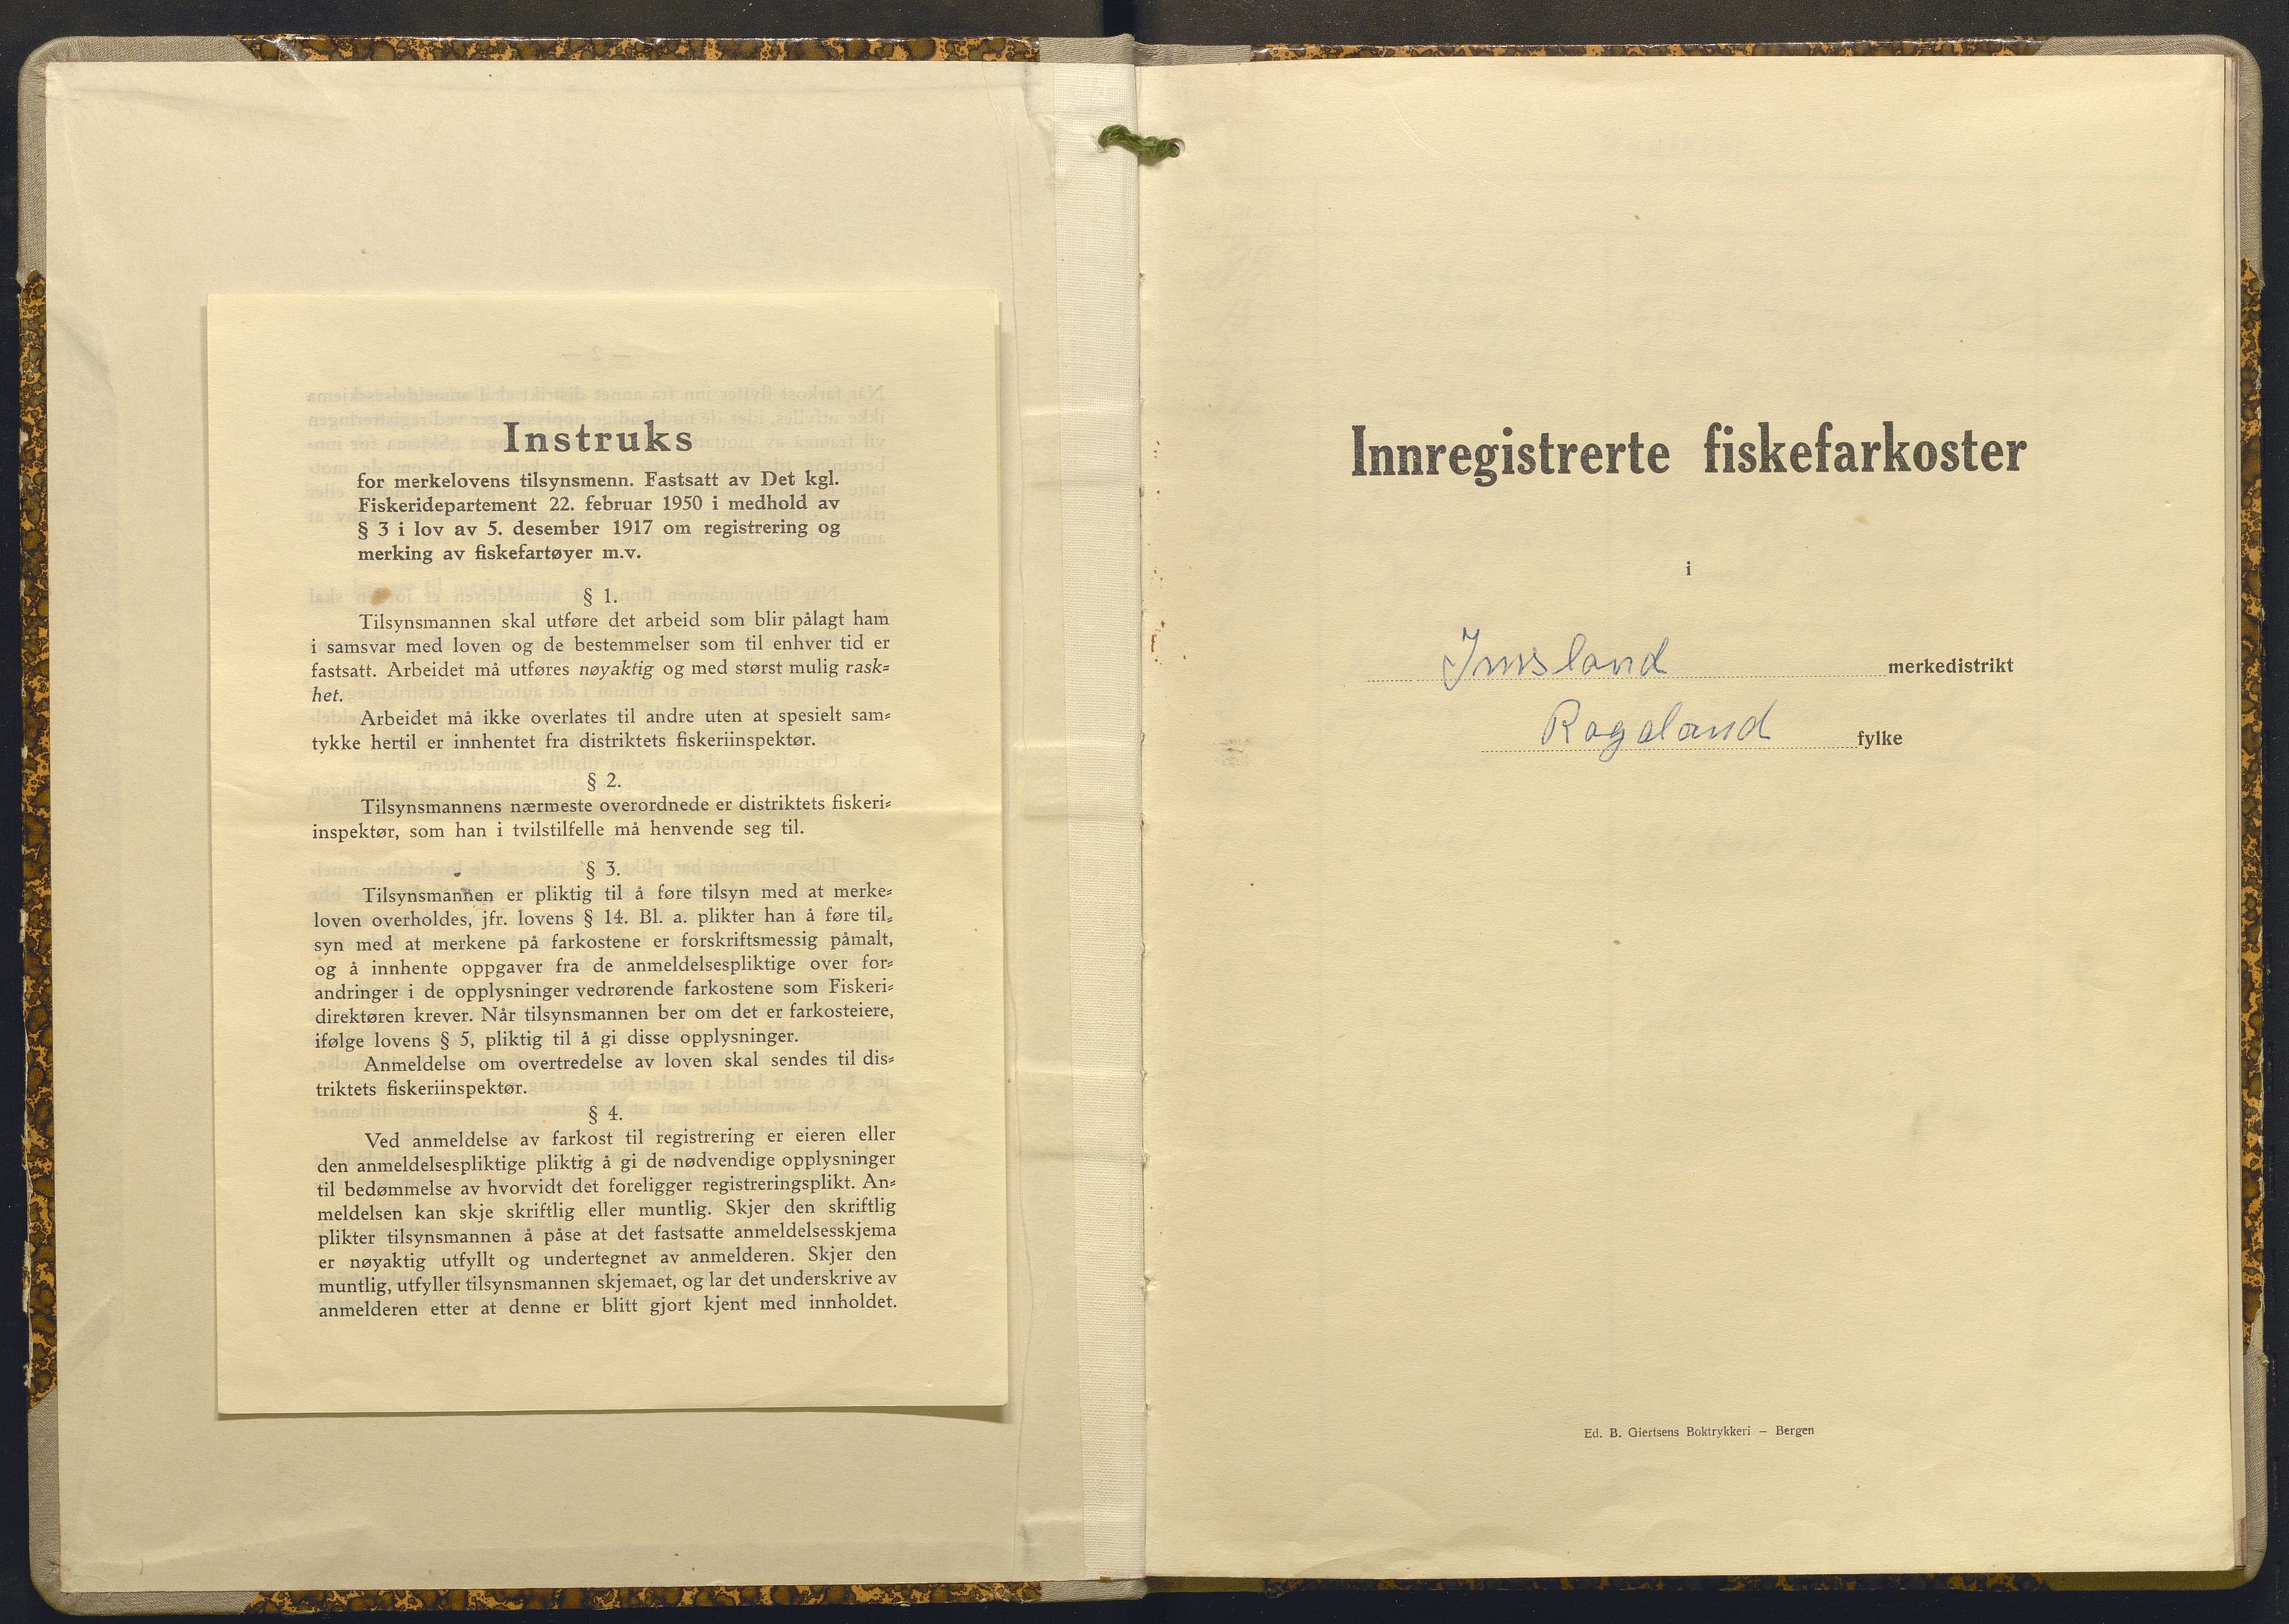 Instruks
for merkelovens tilsynsmenn. Fastsatt av Det kgl.
Fiskeridepartement 22. februar 1950 i medhold av
§ 3 i lov av 5. desember 1917 om registrering og
merking av fiskefartøyer m.v.
§ 1.
Tilsynsmannen skal utføre det arbeid som blir pålagt ham
i samsvar med loven og de bestemmelser som til enhver tid er
fastsatt. Arbeidet må utføres nøyaktig og med størst mulig rask-
het.
Arbeidet må ikke overlates til andre uten at spesielt sam-
tykke hertil er innhentet fra distriktets fiskeriinspektør.
§ 2.
Tilsynsmannens nærmeste overordnede er distriktets fiskeri-
inspektør, som han i tvilstilfelle må henvende seg til.
§ 3.
Tilsynsmannen er pliktig til å føre tilsyn med at merke-
loven overholdes, jfr. lovens § 14. Bl. a. plikter han å føre til-
syn med at merkene på farkostene er forskriftsmessig påmalt,
og å innhente oppgaver fra de anmeldelsespliktige over for-
andringer i de opplysninger vedrørende farkostene som Fiskeri-
direktøren krever. Når tilsynsmannen ber om det er farkosteiere,
ifølge lovens § 5, pliktig til å gi disse opplysninger.
Anmeldelse om overtredelse av loven skal sendes til dis-
triktets fiskeriinspektør.
§ 4.
Ved anmeldelse av farkost til registrering er eieren eller
den anmeldelsespliktige pliktig å gi de nødvendige opplysninger
til bedømmelse av hvorvidt det foreligger registreringsplikt. An-
meldelsen kan skje skriftlig eller muntlig. Skjer den skriftlig
plikter tilsynsmannen å påse at det fastsatte anmeldelsesskjema
er nøyaktig utfyllt og undertegnet av anmelderen. Skjer den
muntlig, utfyller tilsynsmannen skjemaet, og lar det underskrive av
anmelderen etter at denne er blitt gjort kjent med innholdet.
Innregistrerte fiskefarkoster
i
Imsland merkedistrikt
Rogaland fylke
Ed. B. Giertsens Boktrykkeri – Bergen